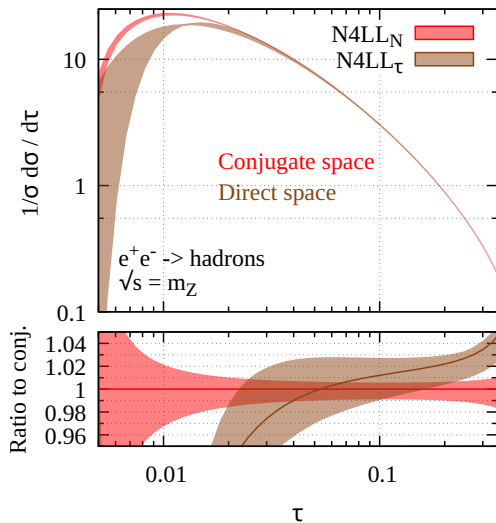 N4LL_N
N4LL_τ
10
1
0.1
1/σ dσ / dτ
Conjugate space
Direct space
e⁺e⁻ -> hadrons
√s = m_Z
1.04
1.02
1
0.98
0.96
Ratio to conj.
0.01
0.1
τ